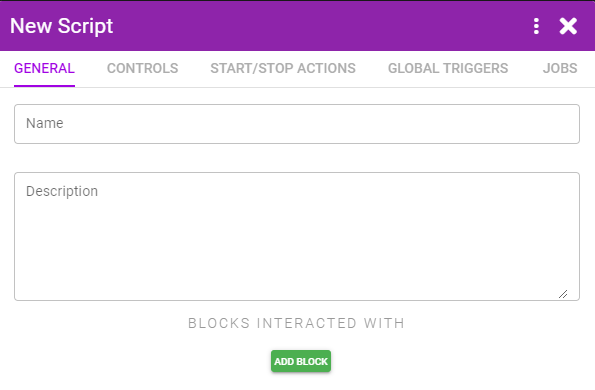 New Script
GENERAL CONTROLS START/STOP ACTIONS GLOBAL TRIGGERS JOBS
Name
Description
BLOCKS INTERACTED WITH
ADD BLOCK